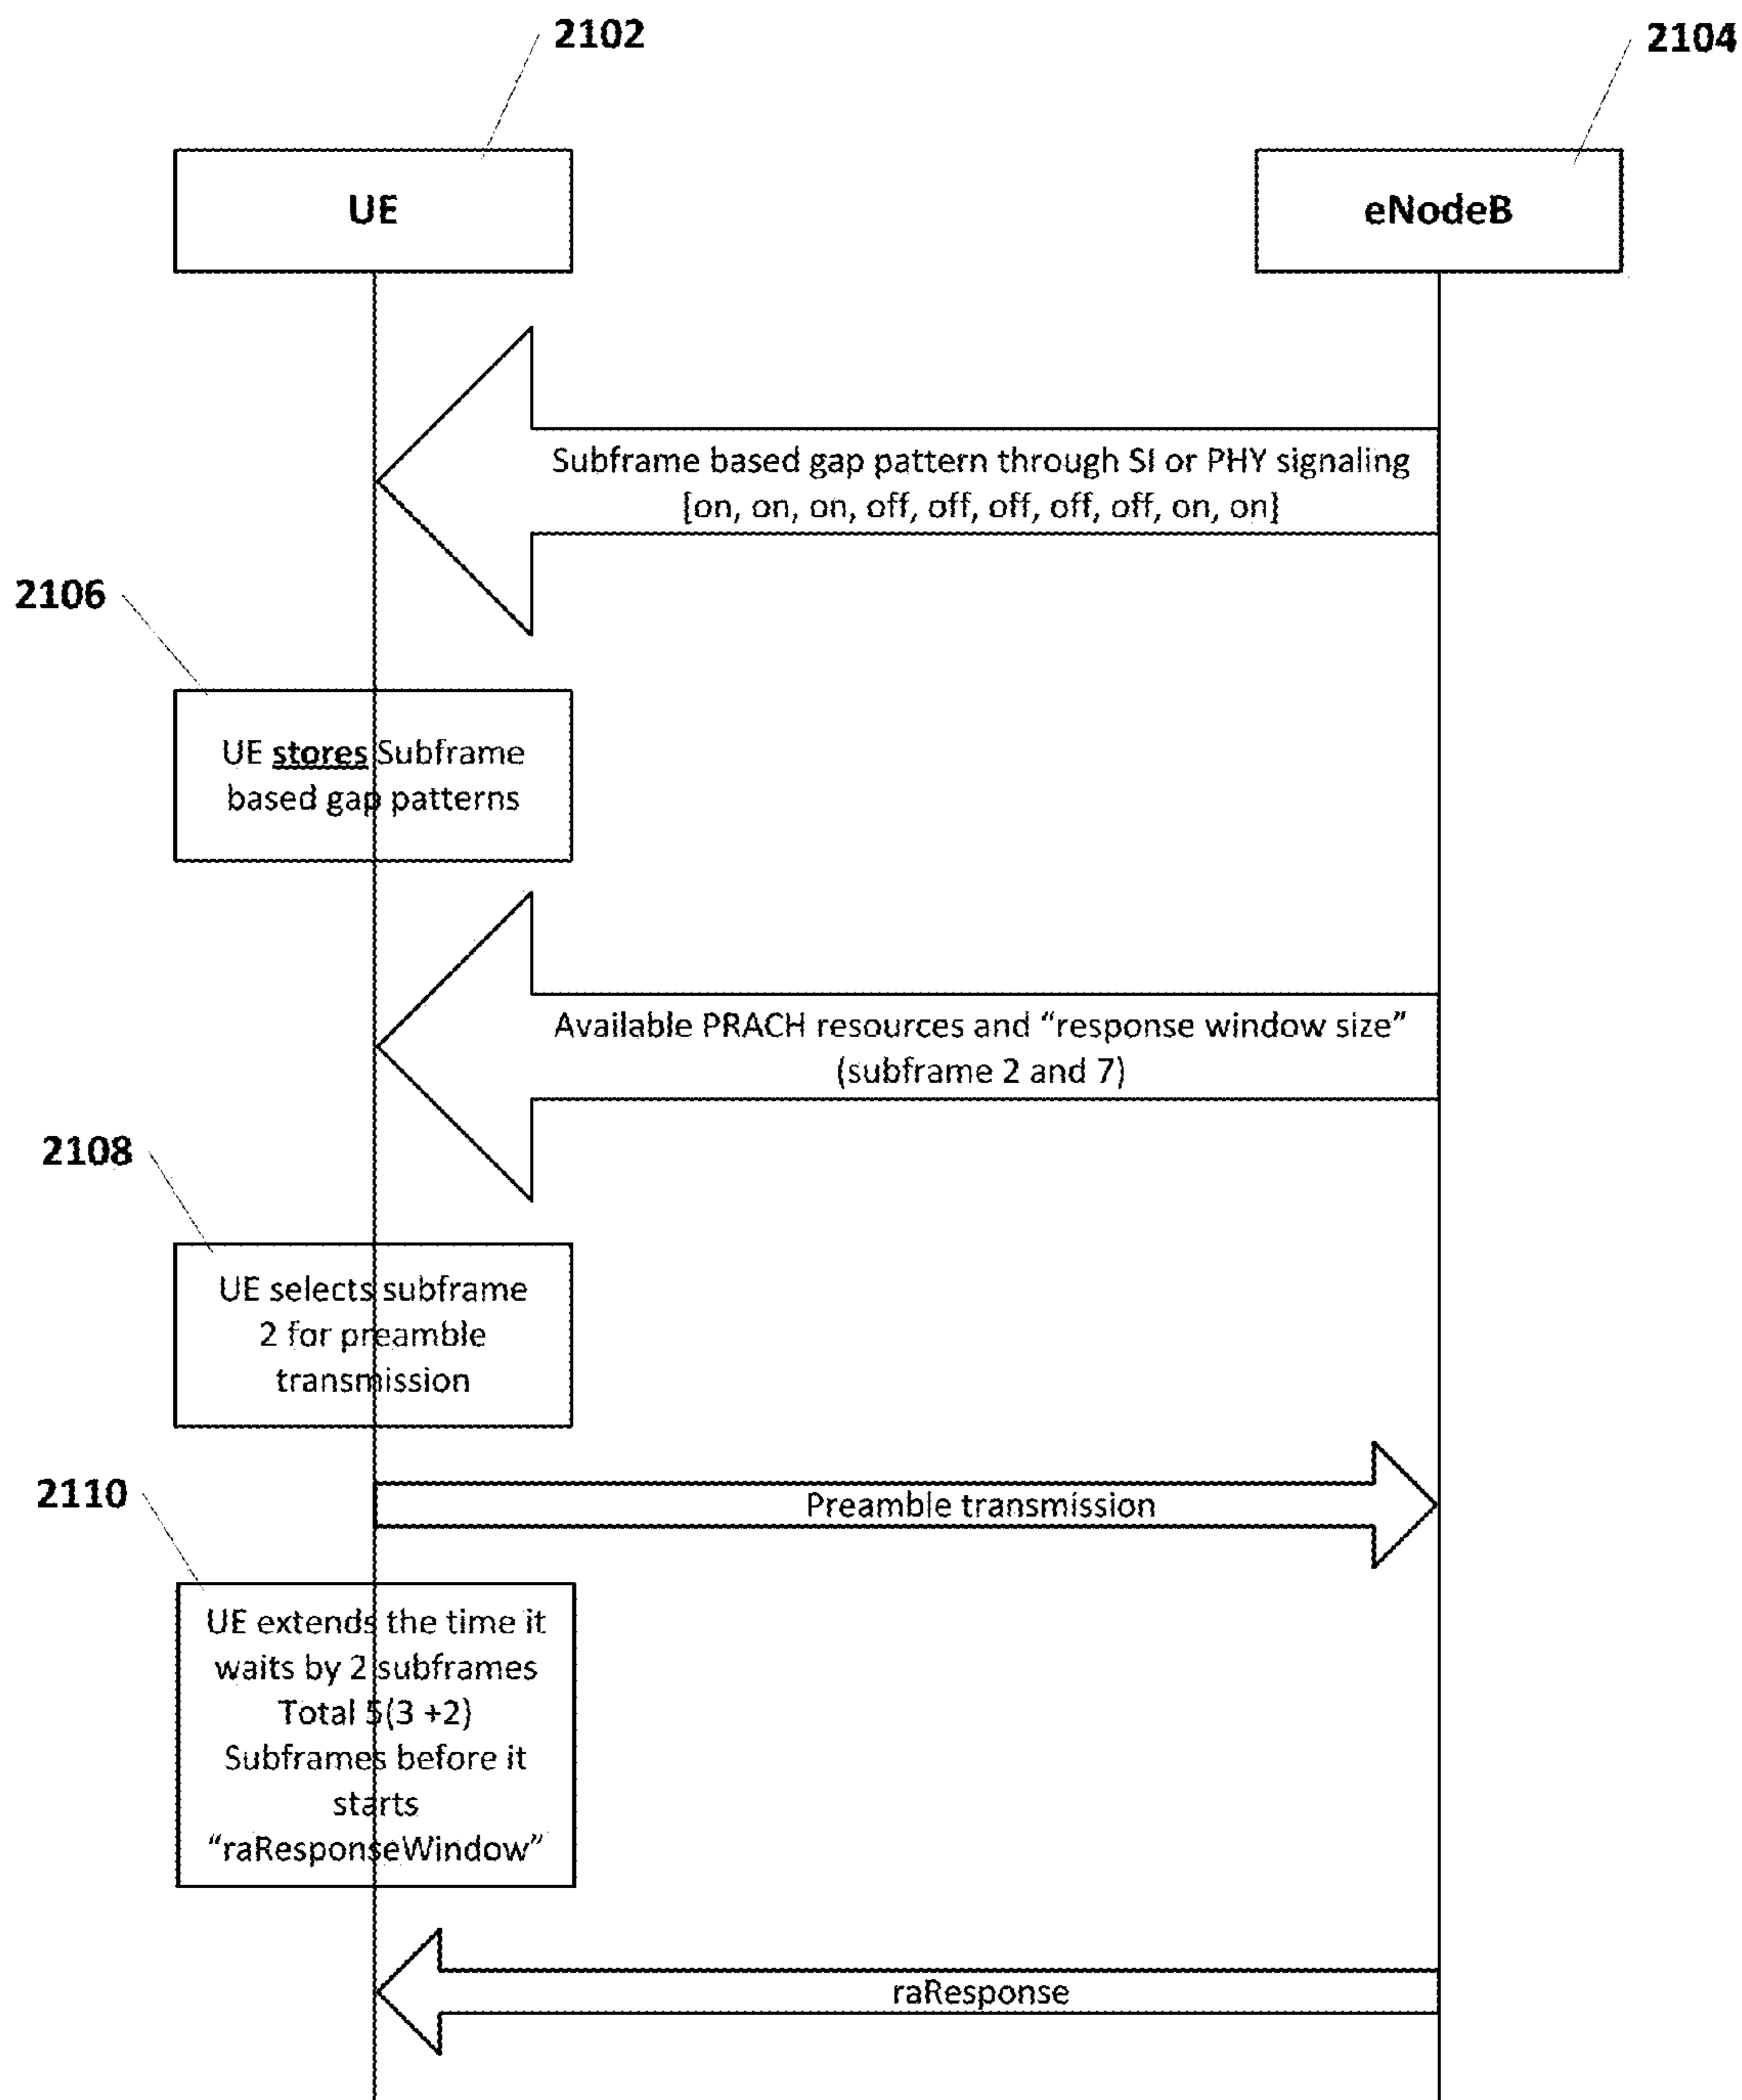 2102
2104
UE
eNodeB
Subframe based gap pattern through SI or PHY signaling
[on, on, on, off, off, off, off, off, on, on]
2106
UE stores Subframe
based gap patterns
Available PRACH resources and “response window size”
(subframe 2 and 7)
2108
UE selects subframe
2 for preamble
transmission
2110
Preamble transmission
UE extends the time it
waits by 2 subframes
Total 5(3 +2)
Subframes before it
starts
“raResponseWindow”
raResponse